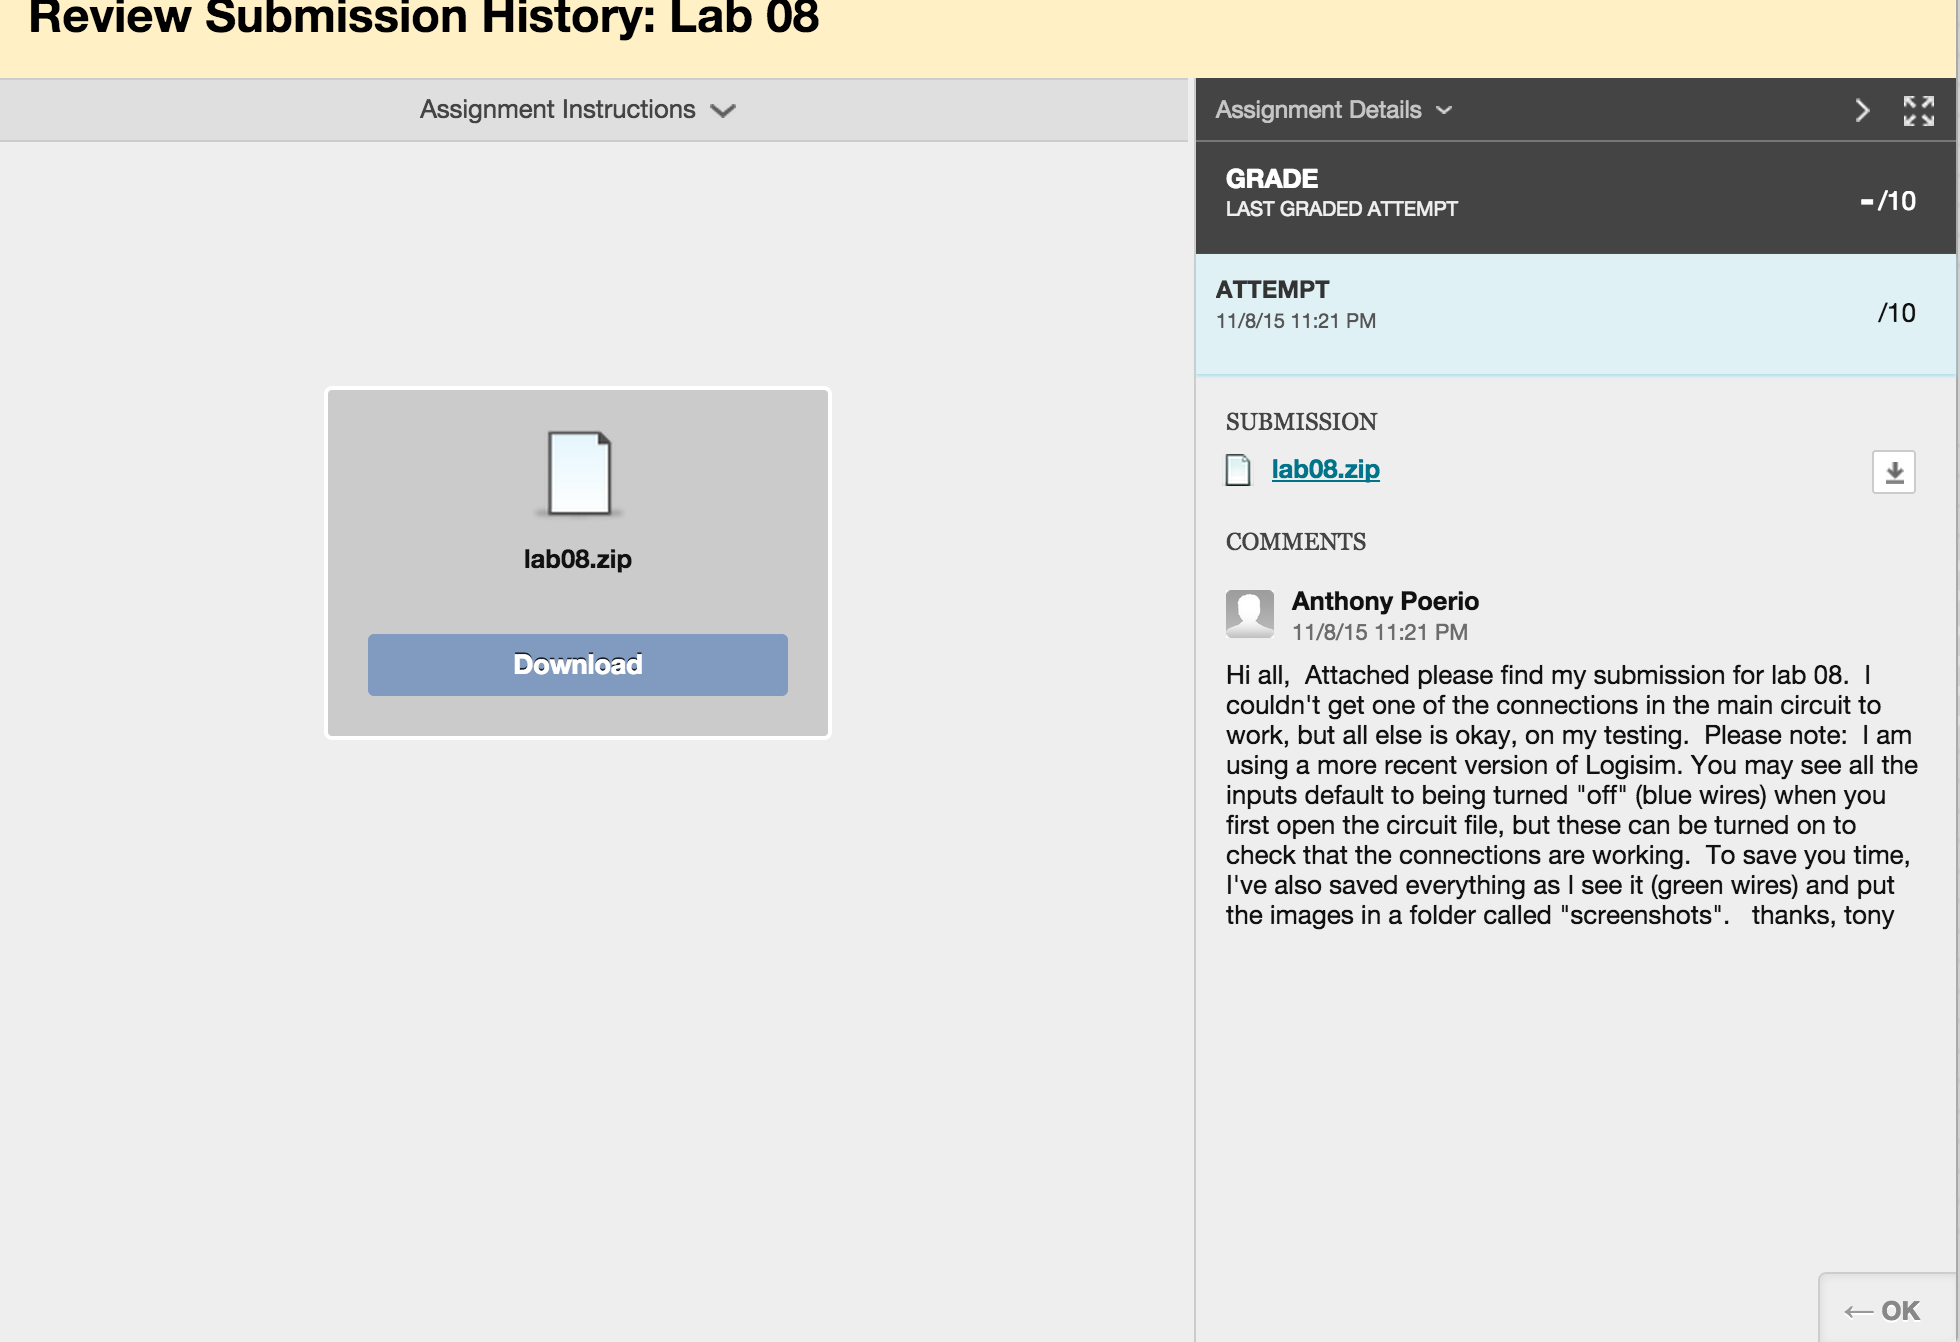 Review Submission History: Lab 08
Assignment Instructions
lab08.zip
Download
Assignment Details
GRADE
LAST GRADED ATTEMPT
-/10
ATTEMPT
11/8/15 11:21 PM
/10
SUBMISSION
lab08.zip
COMMENTS
Anthony Poerio
11/8/15 11:21 PM
Hi all,  Attached please find my submission for lab 08.  I
couldn't get one of the connections in the main circuit to
work, but all else is okay, on my testing.  Please note:  I am
using a more recent version of Logisim. You may see all the
inputs default to being turned "off" (blue wires) when you
first open the circuit file, but these can be turned on to
check that the connections are working.  To save you time,
I've also saved everything as I see it (green wires) and put
the images in a folder called "screenshots".   thanks, tony
← OK